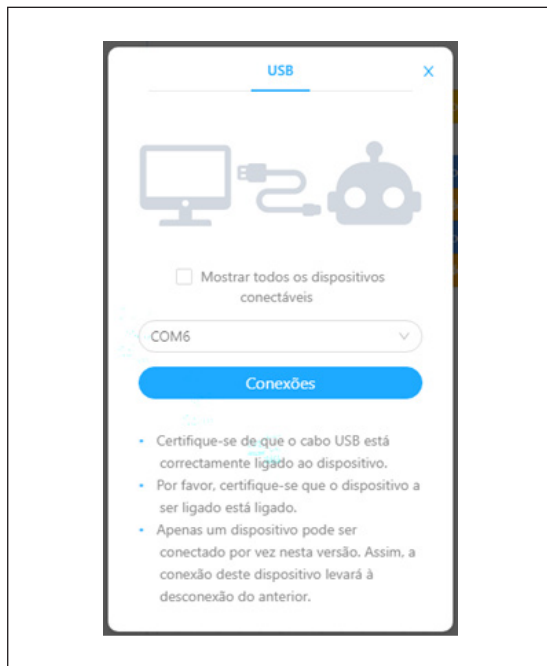 USB
X
Mostrar todos os dispositivos
conectáveis
COM6
Conexões
• Certifique-se de que o cabo USB está
correctamente ligado ao dispositivo.
• Por favor, certifique-se que o dispositivo a
ser ligado está ligado.
• Apenas um dispositivo pode ser
conectado por vez nesta versão. Assim, a
conexão deste dispositivo levará à
desconexão do anterior.